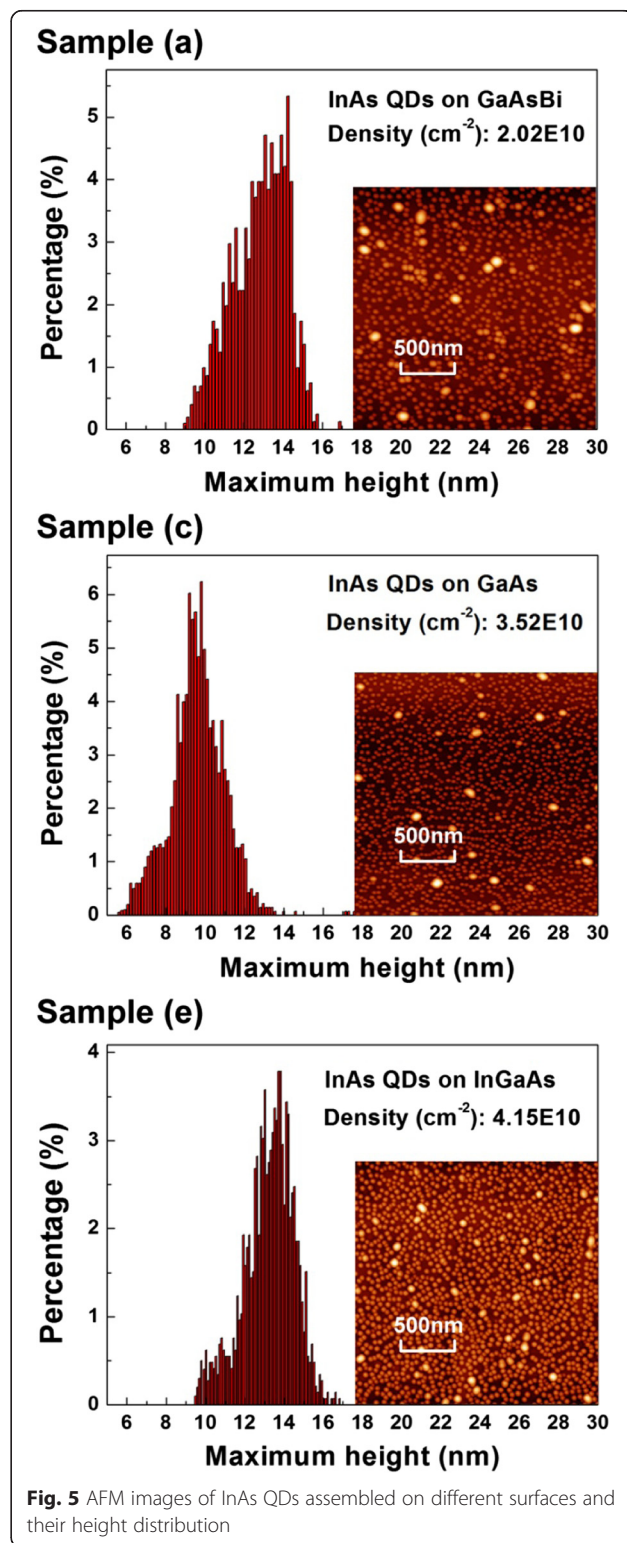 Sample (a)
InAs QDs on GaAsBi
Density (cm⁻²): 2.02E10
Percentage (%)
5
4
3
2
1
0
500nm
6 8 10 12 14 16 18 20 22 24 26 28 30
Maximum height (nm)
Sample (c)
InAs QDs on GaAs
Density (cm⁻²): 3.52E10
Percentage (%)
6
5
4
3
2
1
0
500nm
6 8 10 12 14 16 18 20 22 24 26 28 30
Maximum height (nm)
Sample (e)
InAs QDs on InGaAs
Density (cm⁻²): 4.15E10
Percentage (%)
4
3
2
1
0
500nm
6 8 10 12 14 16 18 20 22 24 26 28 30
Maximum height (nm)
Fig. 5 AFM images of InAs QDs assembled on different surfaces and
their height distribution